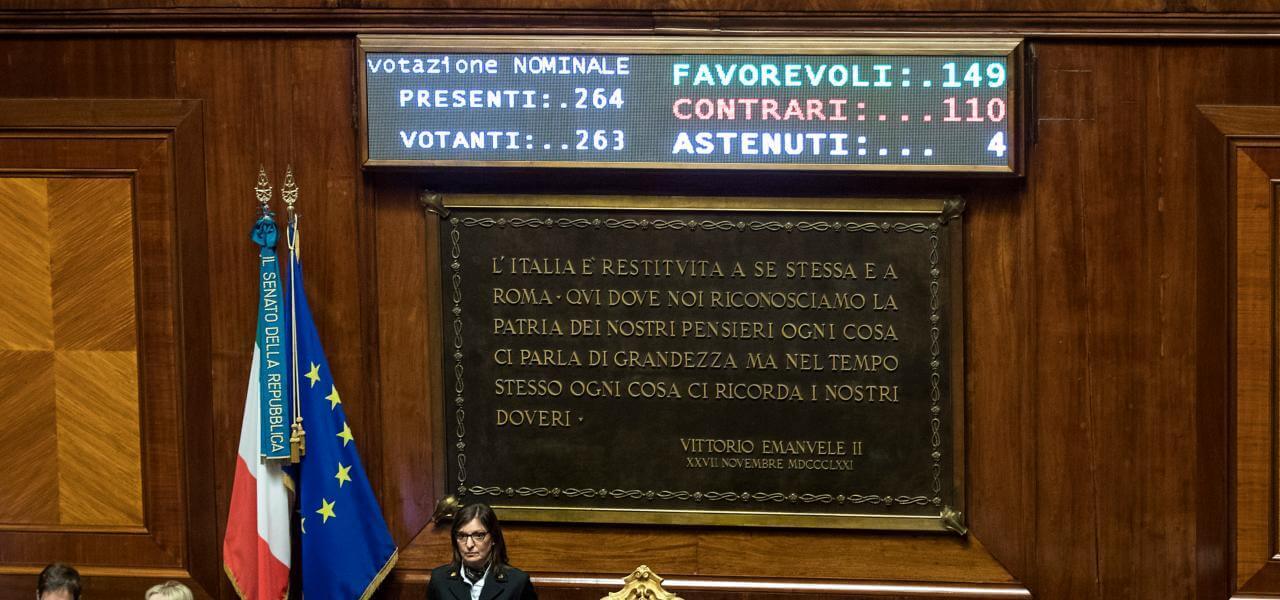 votazione NOMINALE
PRESENTI:.264
VOTANTI:..263
FAVOREVOLI:.149
CONTRARI:...110
ASTENUTI:... 4
IL SENATO DELLA REPUBBLICA
L'ITALIA È RESTITVITA A SE STESSA E A
ROMA · QVI DOVE NOI RICONOSCIAMO LA
PATRIA DEI NOSTRI PENSIERI OGNI COSA
CI PARLA DI GRANDEZZA MA NEL TEMPO
STESSO OGNI COSA CI RICORDA I NOSTRI
DOVERI ·
VITTORIO EMANVELE II
XXVII NOVEMBRE MDCCCLXXI